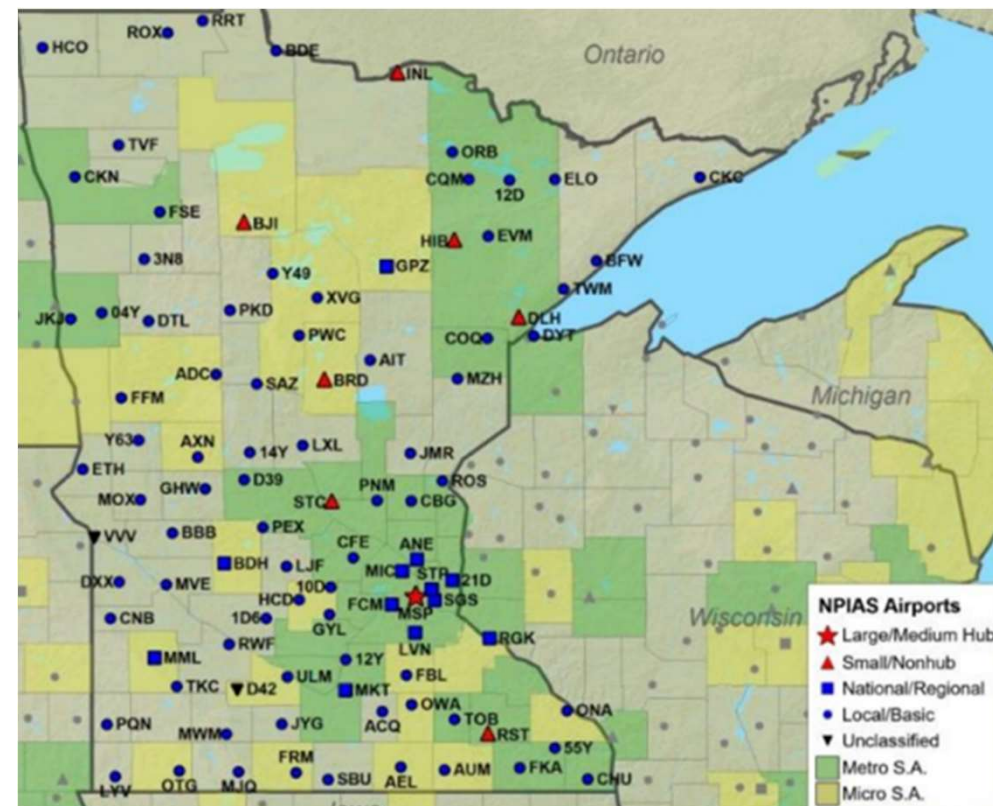 RRT
ROX
HCO
BDE
Ontario
INL
TVF
ORB
CKN
CQM
12D
ELO
CKC
FSE
BJI
HIB
EVM
3N8
GPZ
BFW
Y49
TWM
XVG
JKJ
04Y
DTL
PKD
DLH
DYT
PWC
COQ
AIT
ADC
SAZ
BRD
MZH
Michigan
FFM
Y63
AXN
14Y
LXL
JMR
ETH
GHW
D39
PNM
ROS
MOX
STC
CBG
PEX
VVV
BBB
CFE
ANE
BDH
LJF
MIC
STP
21D
DXX
MVE
10D
HCD
FCM
MSP
SGS
CNB
1D6
GYL
Wisconsin
RWF
LVN
RGK
MML
12Y
ULM
FBL
TKC
D42
MKT
OWA
ONA
PQN
JYG
ACQ
TOB
MWM
RST
55Y
FRM
LYV
OTG
MJQ
SBU
AEL
AUM
FKA
CHU
Iowa
NPIAS Airports
Large/Medium Hub
Small/Nonhub
National/Regional
Local/Basic
Unclassified
Metro S.A.
Micro S.A.